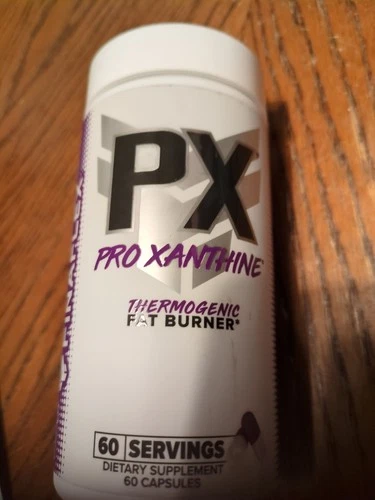 PX
PRO XANTHINE
THERMOGENIC
FAT BURNER*
60 SERVINGS
DIETARY SUPPLEMENT
60 CAPSULES